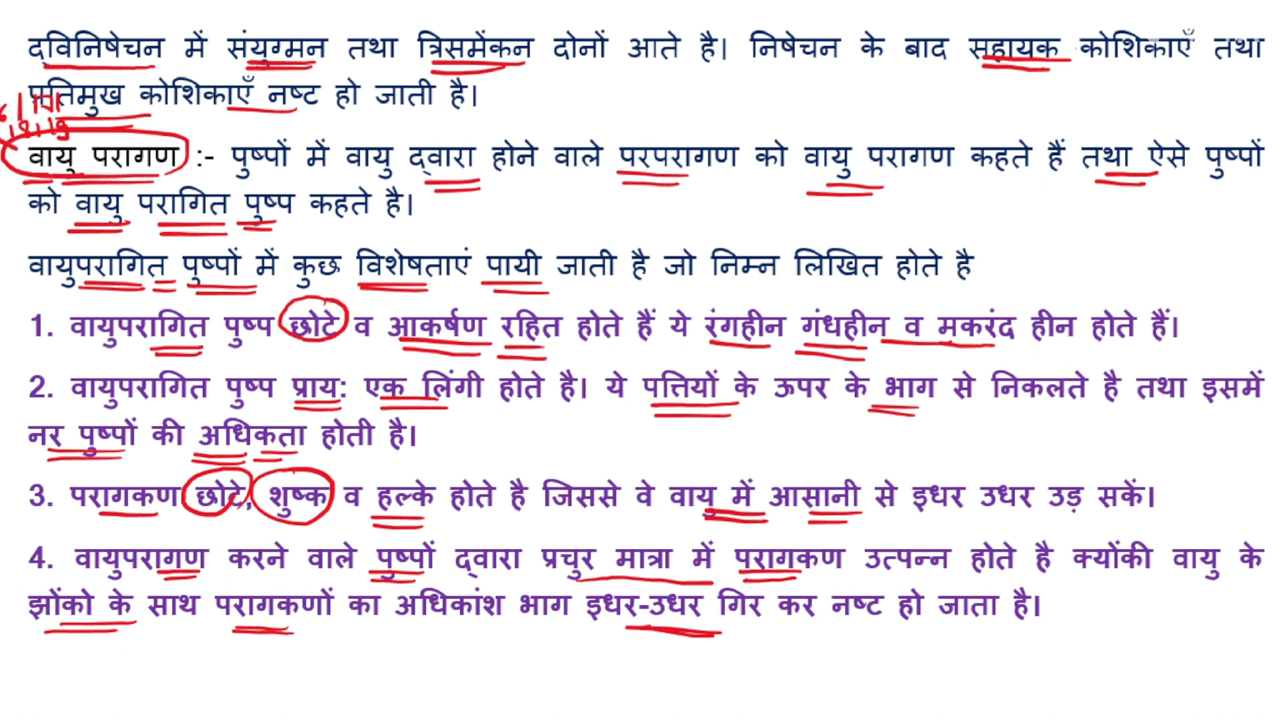 दविनिषेचन में संयुग्मन तथा त्रिसमेंकन दोनों आते है। निषेचन के बाद सहायक कोशिकाएँ तथा
प्रतिमुख कोशिकाएँ नष्ट हो जाती है।
वायु परागण :- पुष्पों में वायु द्वारा होने वाले परपरागण को वायु परागण कहते हैं तथा ऐसे पुष्पों
को वायु परागित पुष्प कहते है।
वायुपरागित पुष्पों में कुछ विशेषताएं पायी जाती है जो निम्न लिखित होते है
1. वायुपरागित पुष्प छोटे व आकर्षण रहित होते हैं ये रंगहीन गंधहीन व मकरंद हीन होते हैं।
2. वायुपरागित पुष्प प्राय: एक लिंगी होते है। ये पत्तियों के ऊपर के भाग से निकलते है तथा इसमें
नर पुष्पों की अधिकता होती है।
3. परागकण छोटे, शुष्क व हल्के होते है जिससे वे वायु में आसानी से इधर उधर उड़ सकें।
4. वायुपरागण करने वाले पुष्पों द्वारा प्रचुर मात्रा में परागकण उत्पन्न होते है क्योंकी वायु के
झोंको के साथ परागकणों का अधिकांश भाग इधर-उधर गिर कर नष्ट हो जाता है।